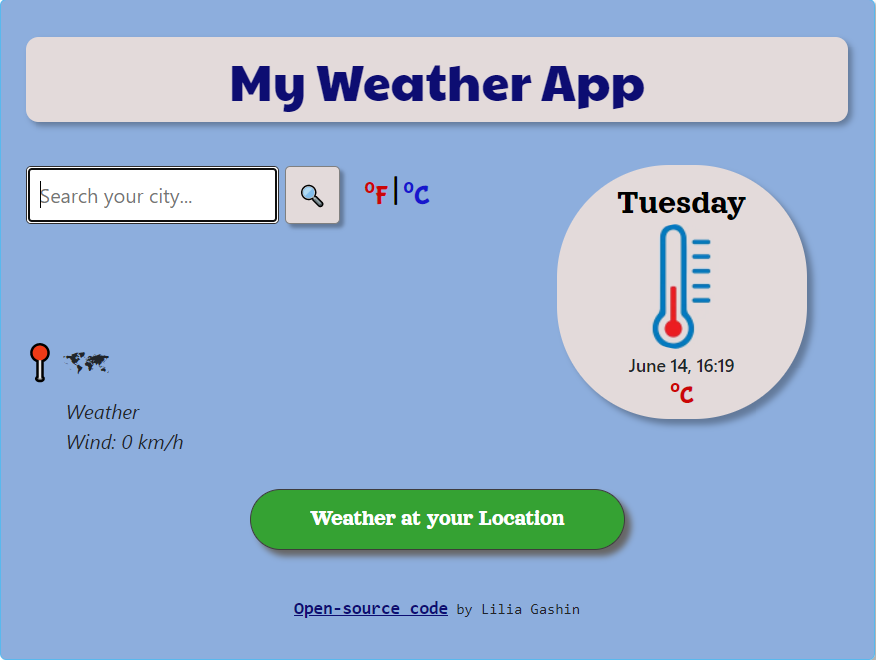 My Weather App
Search your city...
°F|°C
Tuesday
June 14, 16:19
°C
Weather
Wind: 0 km/h
Weather at your Location
Open-source code by Lilia Gashin